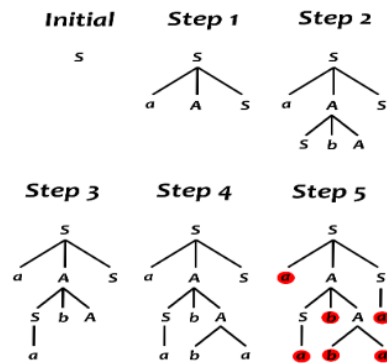 Initial Step 1 Step 2
S S S
a A S a A S
S b A
Step 3 Step 4 Step 5
S S S
a A S a A S a A S
S b A S b A S b A a
a a b a a b a